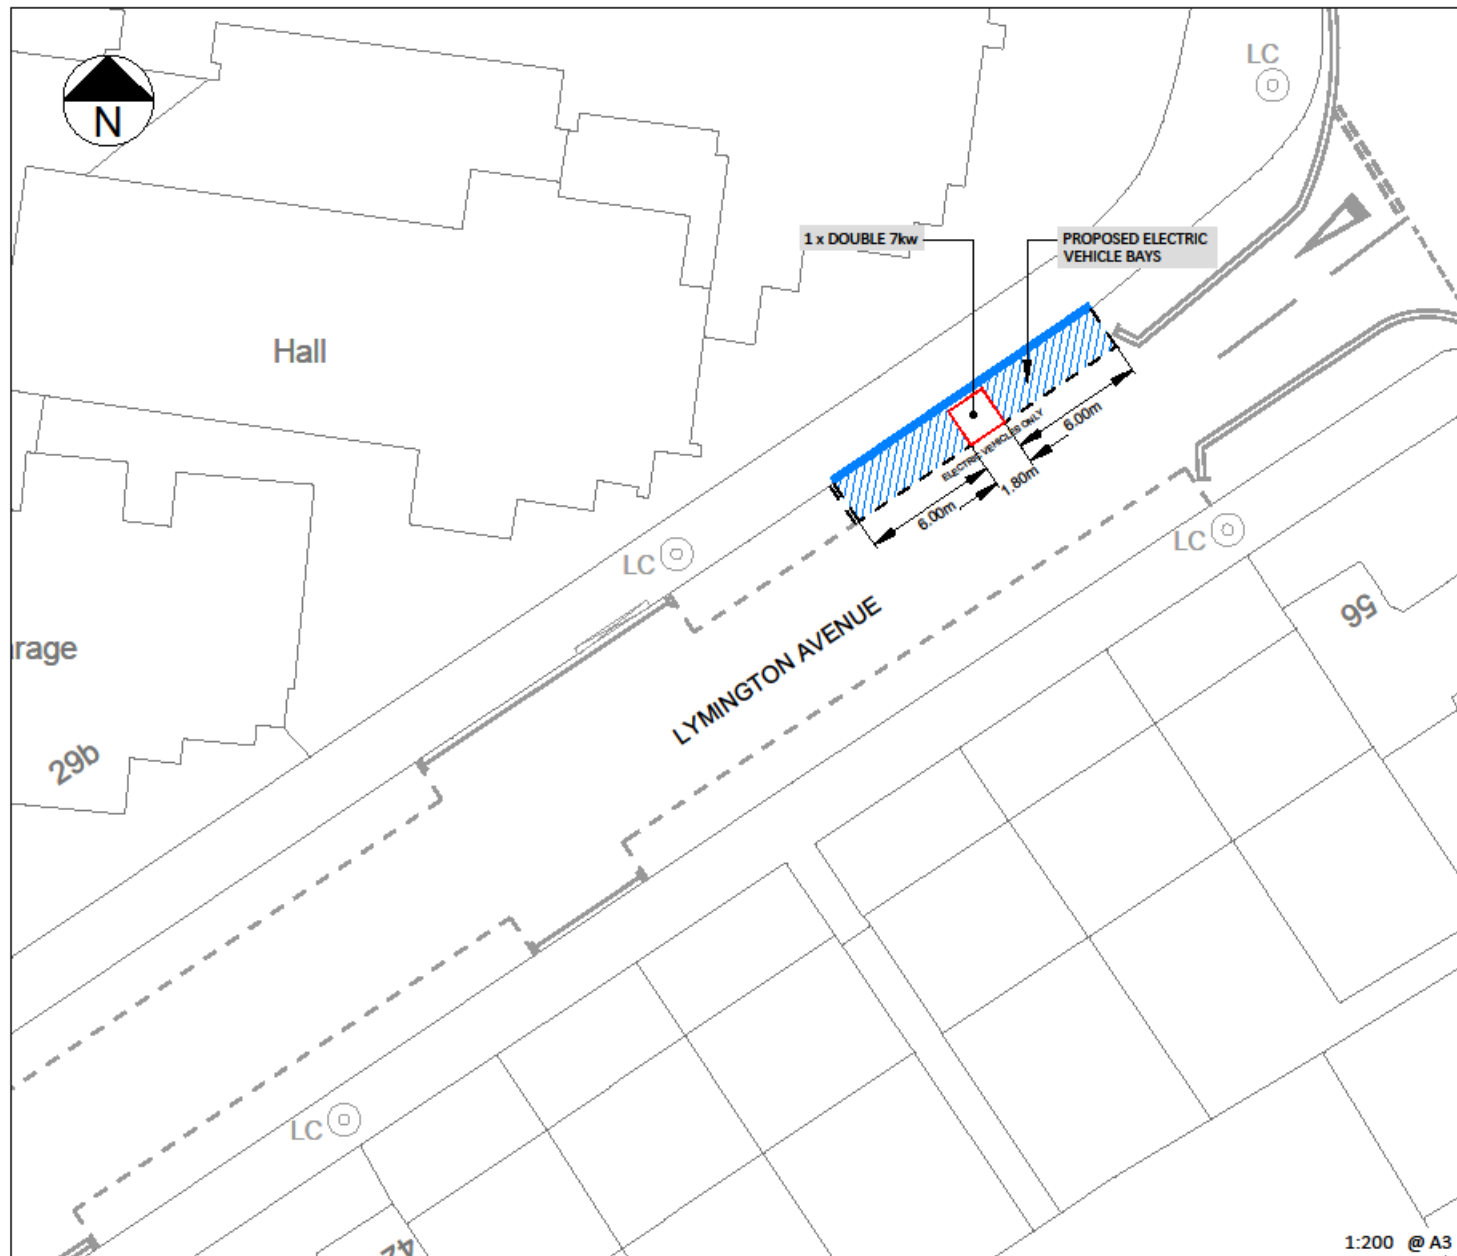 LC
N
1 x DOUBLE 7kw
PROPOSED ELECTRIC
VEHICLE BAYS
Hall
ELECTRIC VEHICLES ONLY
6.00m
1.80m
6.00m
LC
LC
56
LYMINGTON AVENUE
rage
29b
LC
42
1:200 @ A3